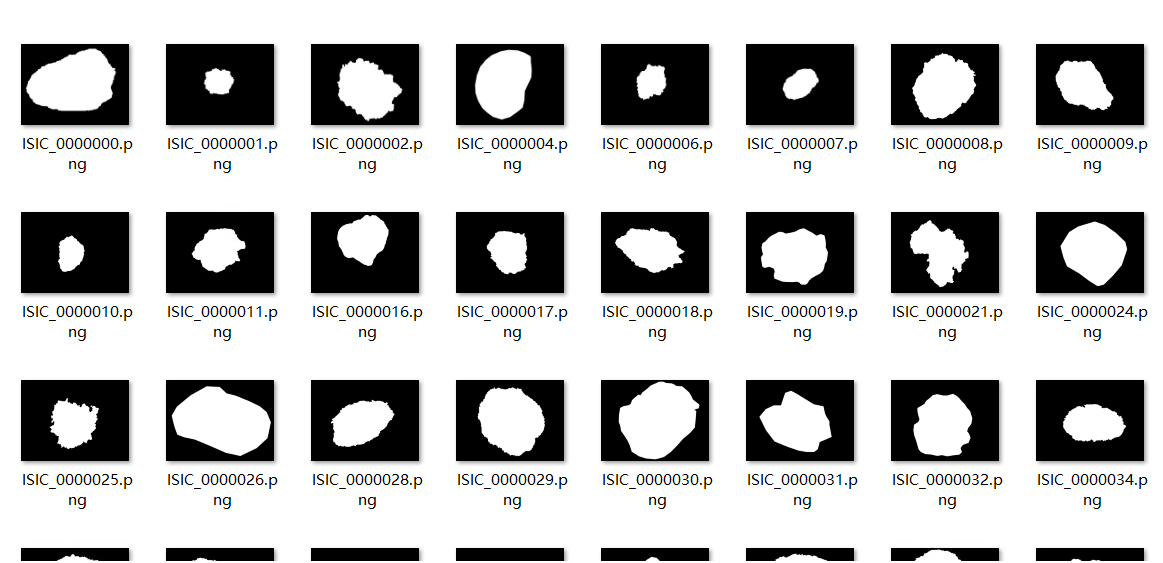 ISIC_0000000.p ISIC_0000001.p ISIC_0000002.p ISIC_0000004.p ISIC_0000006.p ISIC_0000007.p ISIC_0000008.p ISIC_0000009.p
ng ng ng ng ng ng ng ng
ISIC_0000010.p ISIC_0000011.p ISIC_0000016.p ISIC_0000017.p ISIC_0000018.p ISIC_0000019.p ISIC_0000021.p ISIC_0000024.p
ng ng ng ng ng ng ng ng
ISIC_0000025.p ISIC_0000026.p ISIC_0000028.p ISIC_0000029.p ISIC_0000030.p ISIC_0000031.p ISIC_0000032.p ISIC_0000034.p
ng ng ng ng ng ng ng ng